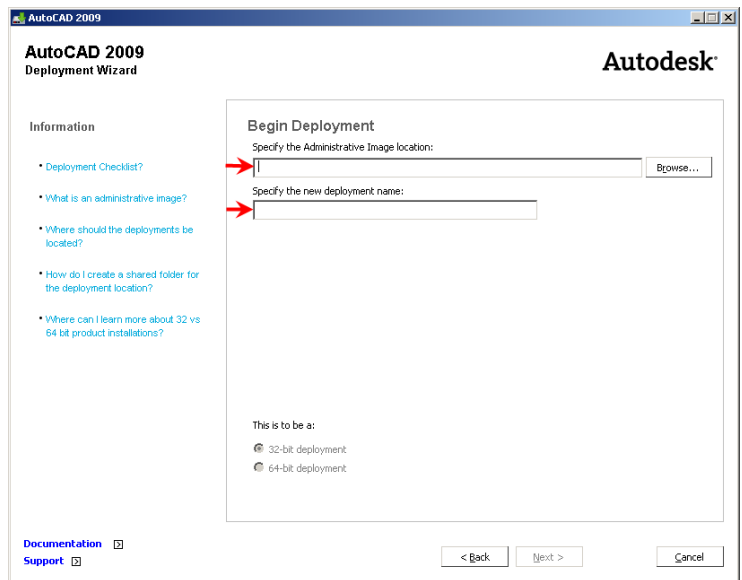 AutoCAD 2009
AutoCAD 2009
Deployment Wizard
Autodesk
Information
• Deployment Checklist?
• What is an administrative image?
• Where should the deployments be
located?
• How do I create a shared folder for
the deployment location?
• Where can I learn more about 32 vs
64 bit product installations?
Begin Deployment
Specify the Administrative Image location:
Browse...
Specify the new deployment name:
This is to be a:
32-bit deployment
64-bit deployment
Documentation
Support
< Back
Next >
Cancel